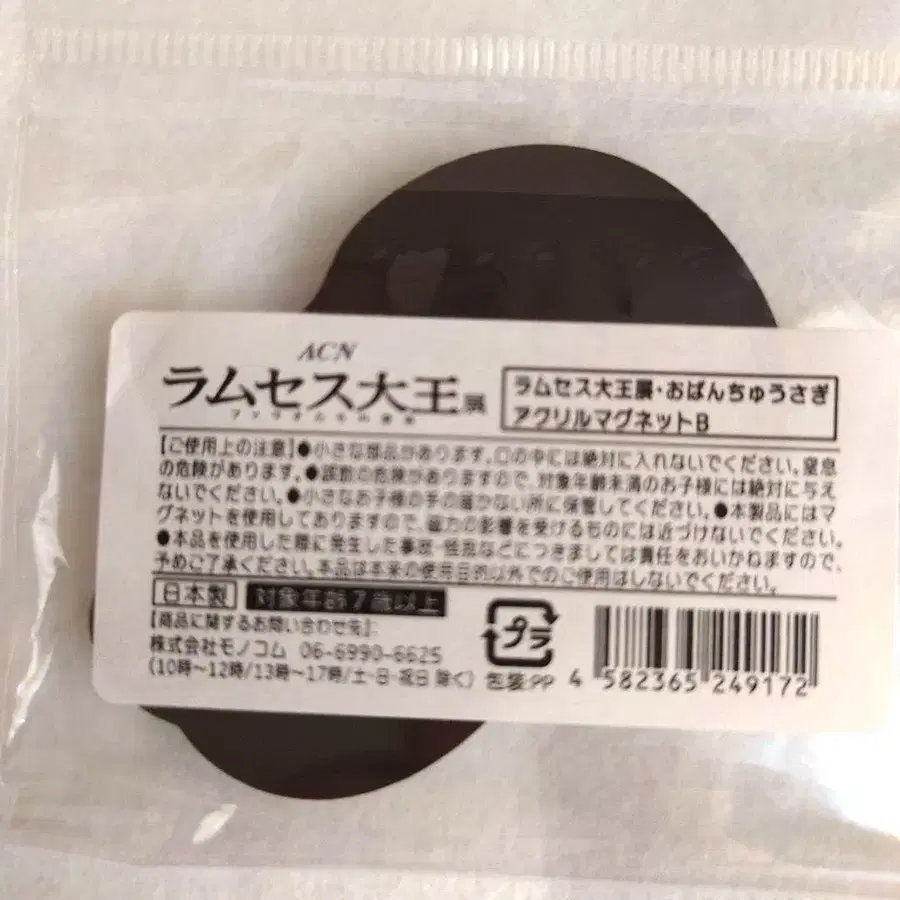 ACN
ラムセス大王展
ファラオたちの黄金
ラムセス大王展・おぱんちゅうさぎ
アクリルマグネットB
【ご使用上の注意】●小さな部品があります。口の中には絶対に入れないでください。窒息
の危険があります。●誤飲の危険がありますので、対象年齢未満のお子様には絶対に与え
ないでください。●小さなお子様の手の届かない所に保管してください。●本製品にはマ
グネットを使用しておりますので、磁力の影響を受けるものには近づけないでください。
●本品を使用した際に発生した事故・怪我などにつきましては責任をおいかねますので、
予めご了承ください。本品は本来の使用目的以外でのご使用はしないでください。
日本製 対象年齢7歳以上
【商品に関するお問い合わせ先】
株式会社モノコム 06-6990-6625
(10時〜12時/13時〜17時/土・日・祝日 除く)
プラ
包装:PP
4 582365 249172